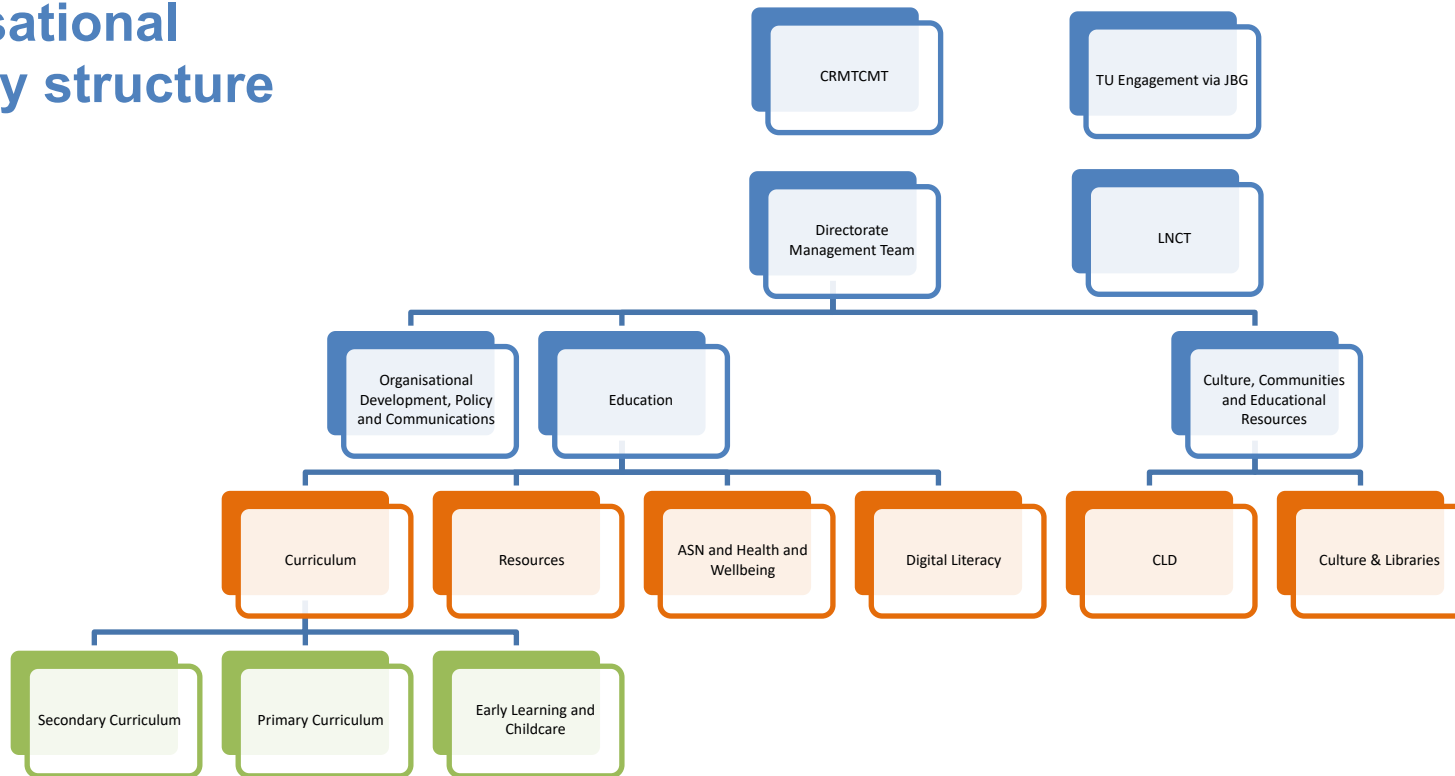 sational
y structure
CRMTCMT
TU Engagement via JBG
Directorate
Management Team
LNCT
Organisational
Development, Policy
and Communications
Education
Culture, Communities
and Educational
Resources
Curriculum
Resources
ASN and Health and
Wellbeing
Digital Literacy
CLD
Culture & Libraries
Secondary Curriculum
Primary Curriculum
Early Learning and
Childcare